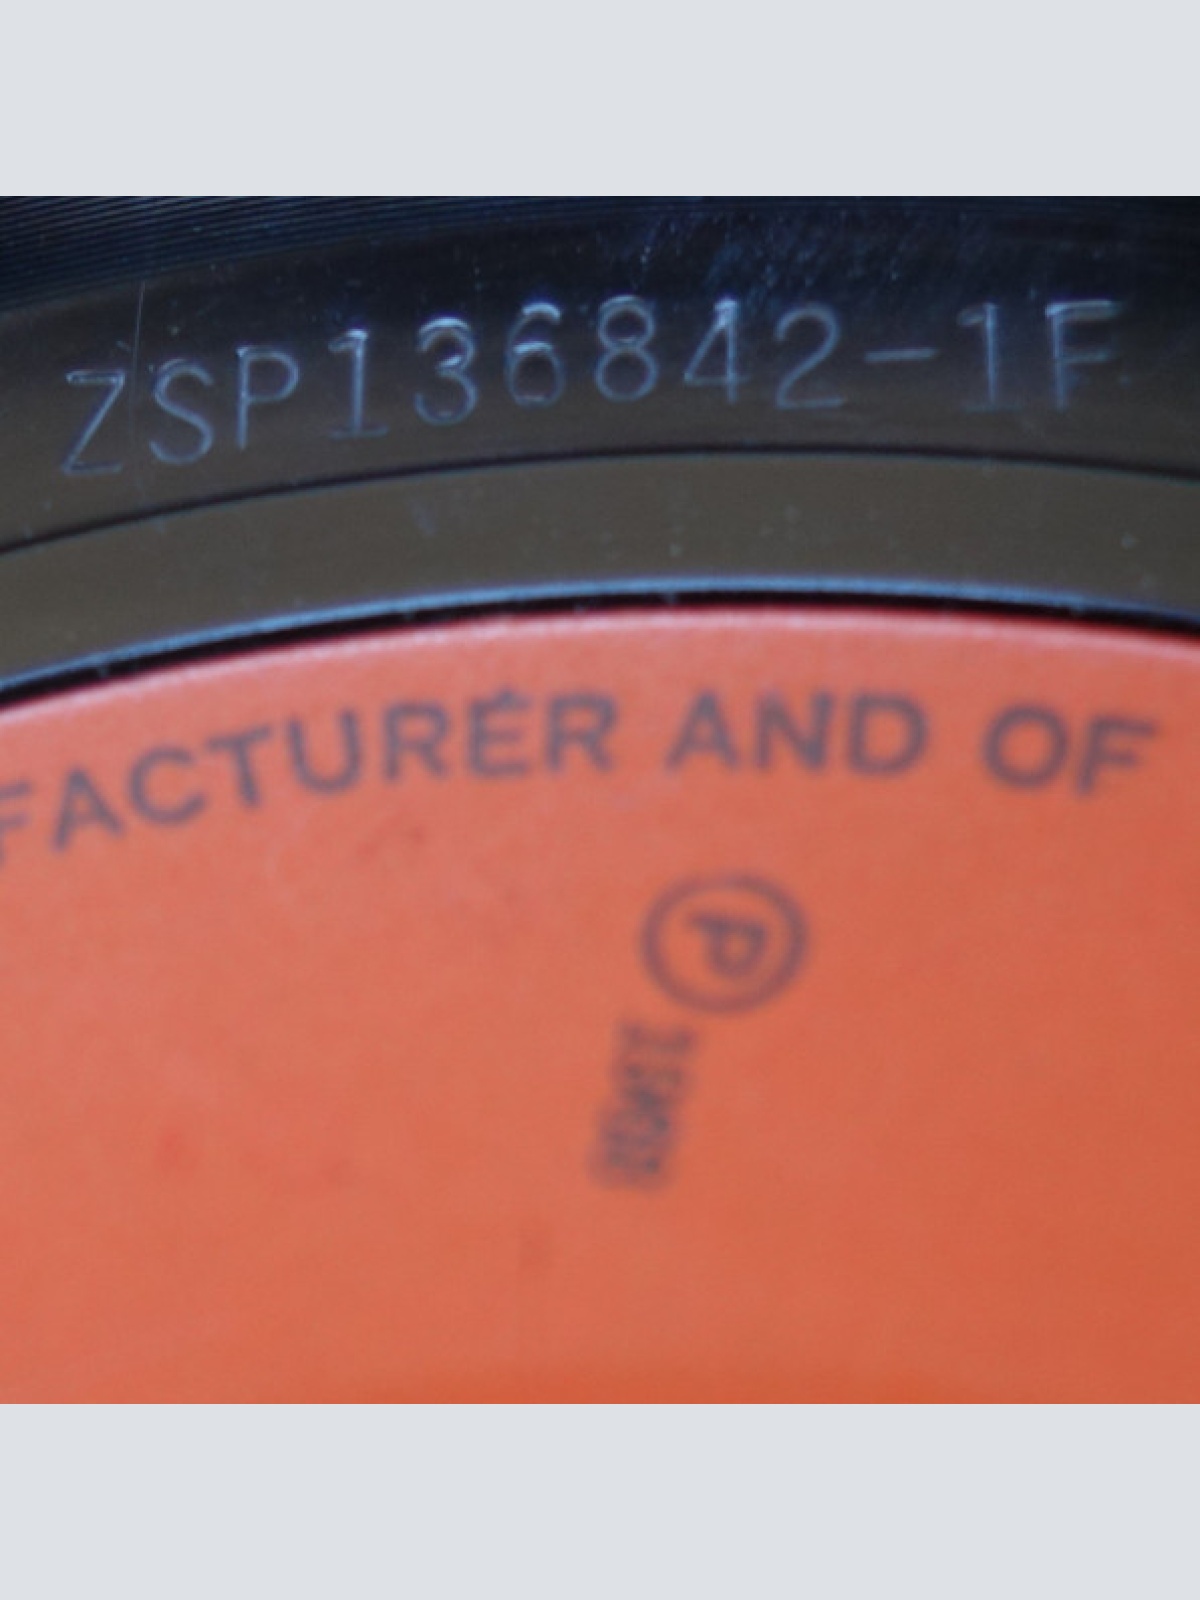 ZSP136842-1F
FACTURER AND OF
Ⓟ